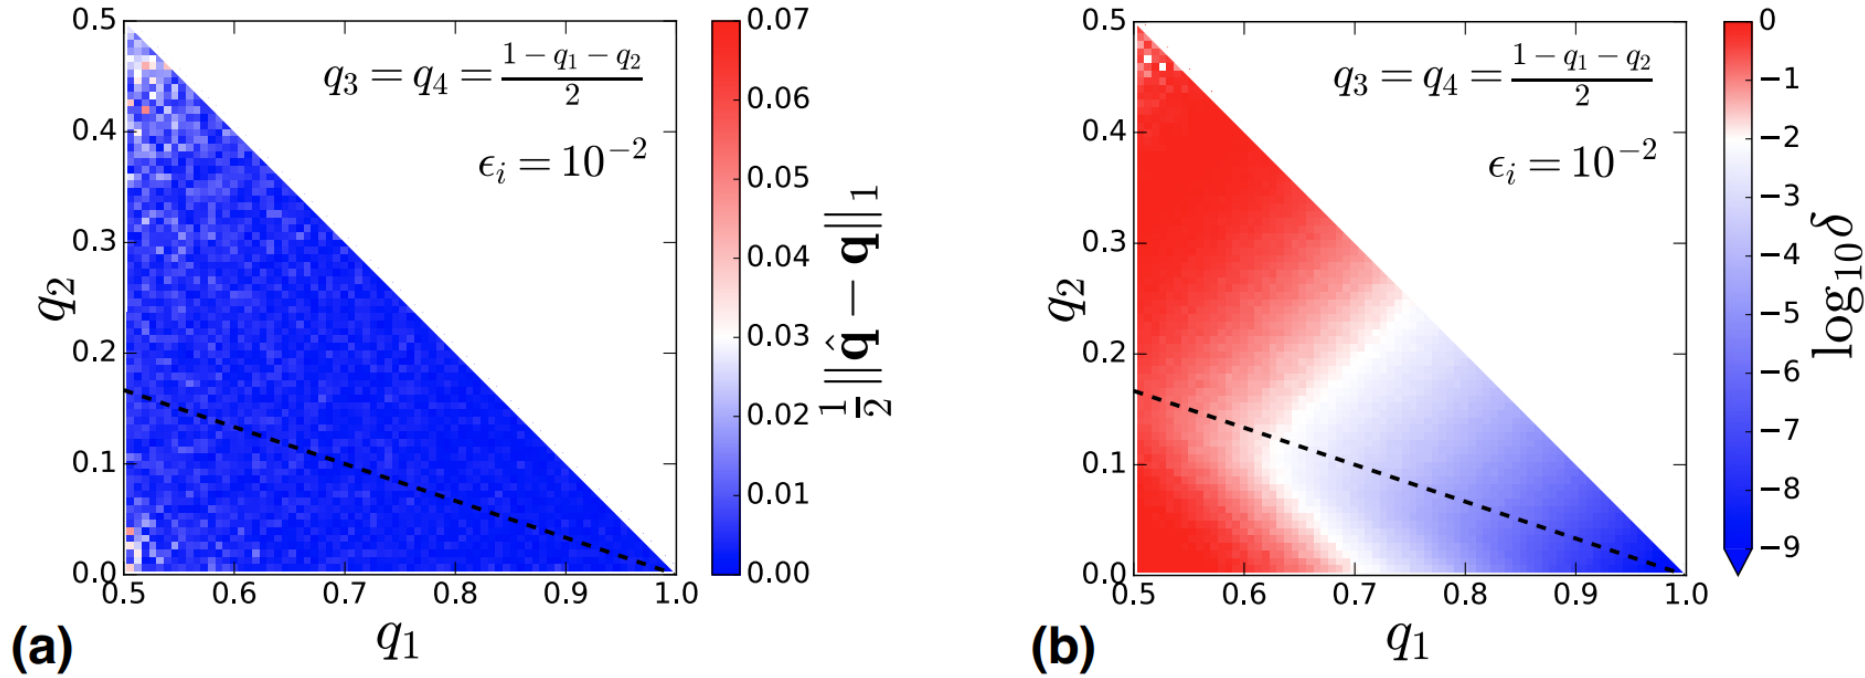 0.5
0.4
0.3
0.2
0.1
0.0
q₂
0.5 0.6 0.7 0.8 0.9 1.0
q₁
q₃ = q₄ = (1 − q₁ − q₂)/2
ϵᵢ = 10⁻²
0.07
0.06
0.05
0.04
0.03
0.02
0.01
0.00
½‖q̂ − q‖₁
(a)
0.5
0.4
0.3
0.2
0.1
0.0
q₂
0.5 0.6 0.7 0.8 0.9 1.0
q₁
q₃ = q₄ = (1 − q₁ − q₂)/2
ϵᵢ = 10⁻²
0
−1
−2
−3
−4
−5
−6
−7
−8
−9
log₁₀δ
(b)